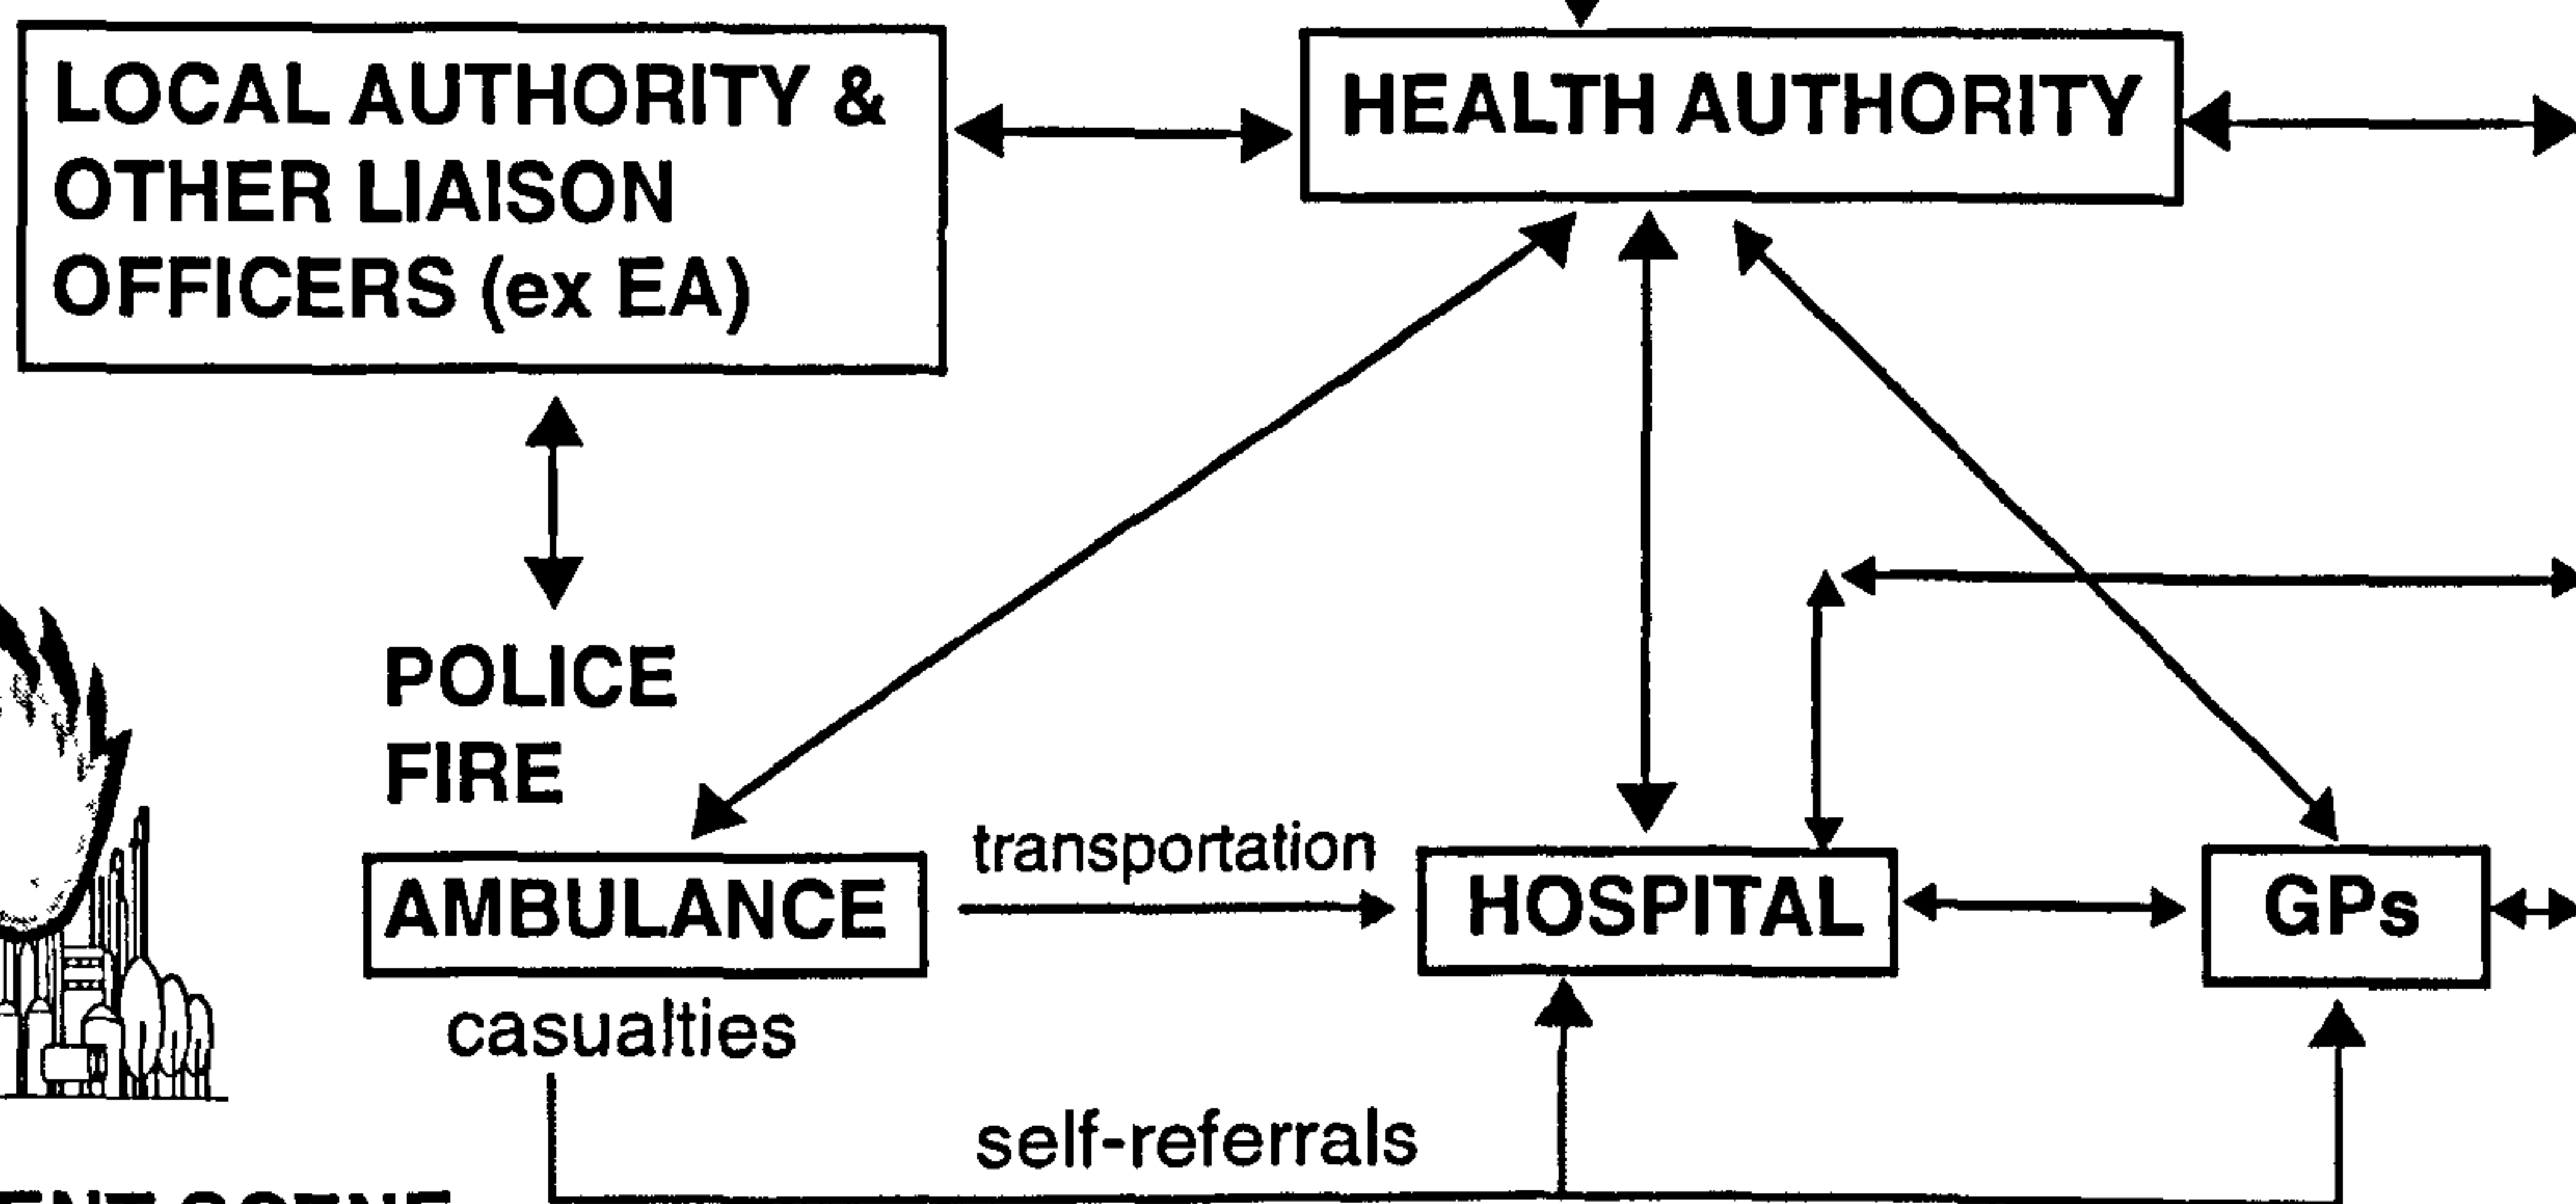 LOCAL AUTHORITY &
OTHER LIAISON
OFFICERS (ex EA)
HEALTH AUTHORITY
POLICE
FIRE
AMBULANCE
transportation
HOSPITAL
GPs
casualties
self-referrals